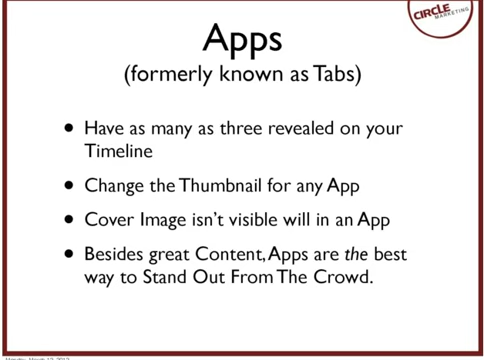 CIRCLE
MARKETING
Apps
(formerly known as Tabs)
• Have as many as three revealed on your
Timeline
• Change the Thumbnail for any App
• Cover Image isn't visible will in an App
• Besides great Content, Apps are the best
way to Stand Out From The Crowd.